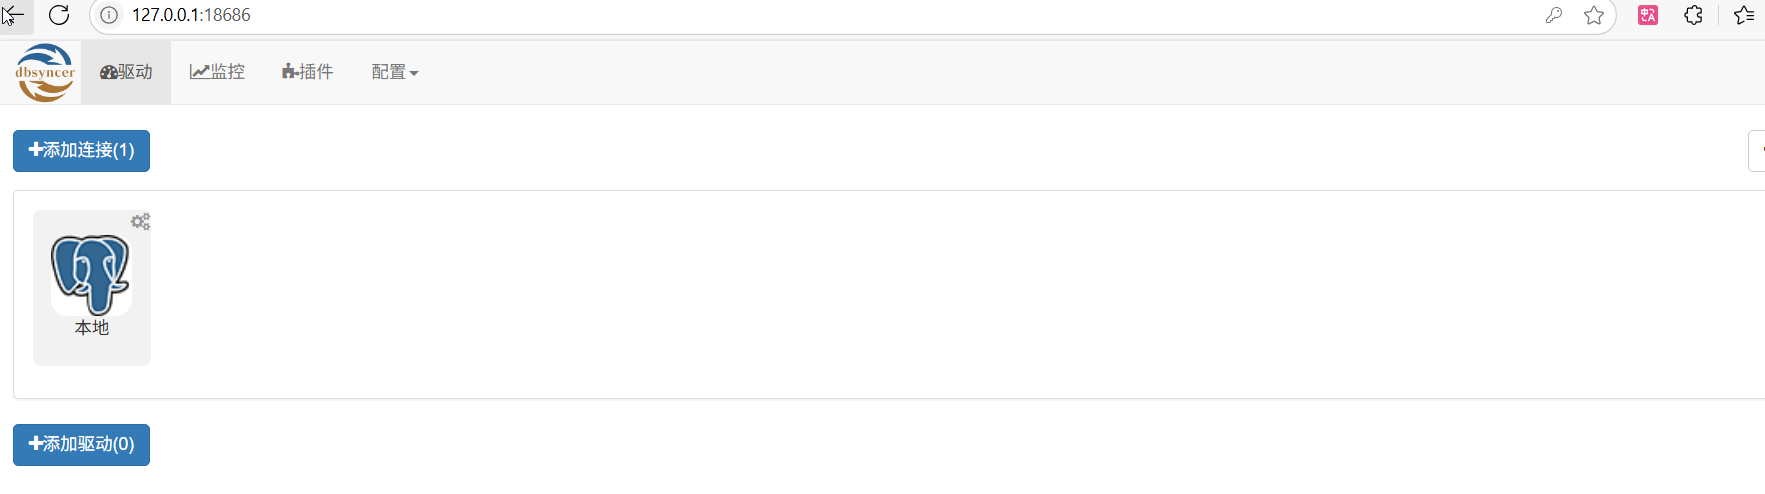 127.0.0.1:18686
dbsyncer 驱动 监控 插件 配置
添加连接(1)
本地
添加驱动(0)